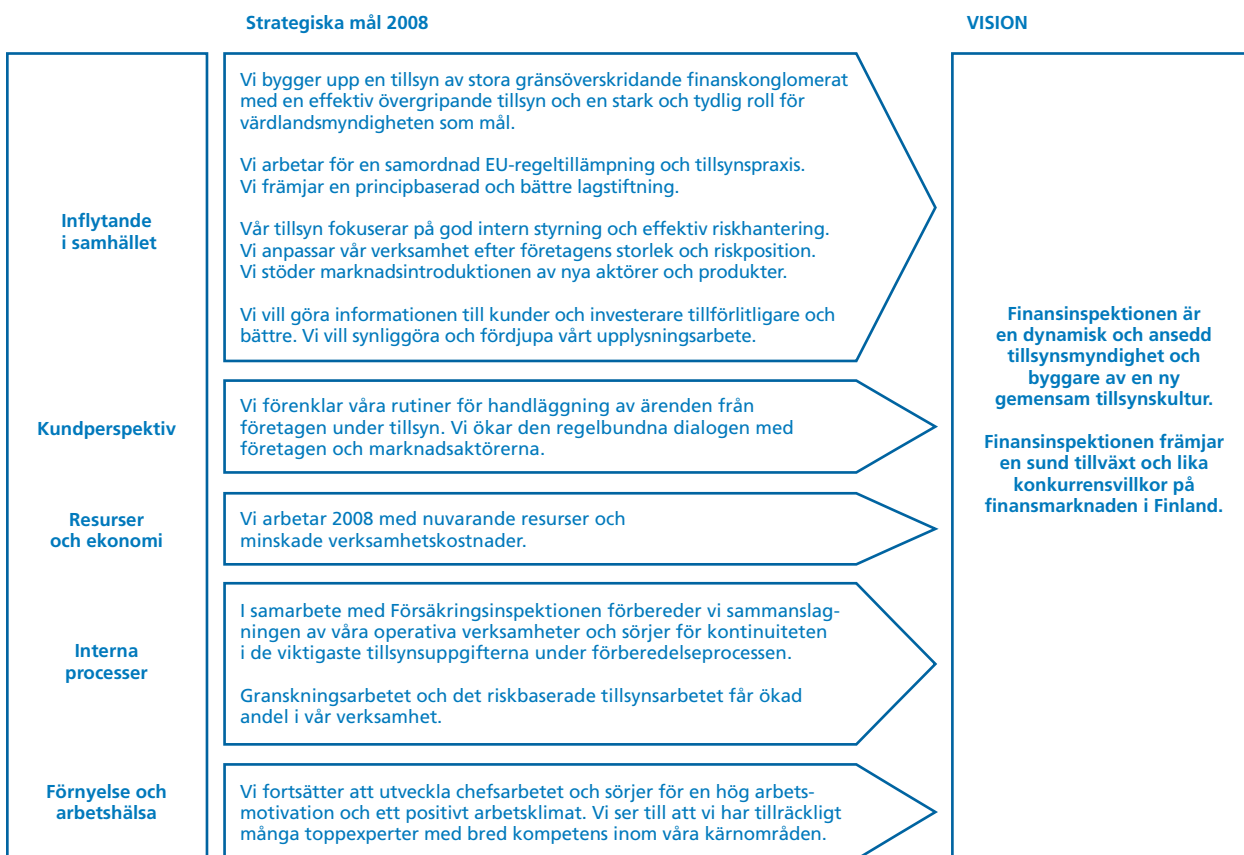 Strategiska mål 2008
VISION
Inflytande
i samhället
Vi bygger upp en tillsyn av stora gränsöverskridande finanskonglomerat
med en effektiv övergripande tillsyn och en stark och tydlig roll för
värdlandsmyndigheten som mål.
Vi arbetar för en samordnad EU-regeltillämpning och tillsynspraxis.
Vi främjar en principbaserad och bättre lagstiftning.
Vår tillsyn fokuserar på god intern styrning och effektiv riskhantering.
Vi anpassar vår verksamhet efter företagens storlek och riskposition.
Vi stöder marknadsintroduktionen av nya aktörer och produkter.
Vi vill göra informationen till kunder och investerare tillförlitligare och
bättre. Vi vill synliggöra och fördjupa vårt upplysningsarbete.
Kundperspektiv
Vi förenklar våra rutiner för handläggning av ärenden från
företagen under tillsyn. Vi ökar den regelbundna dialogen med
företagen och marknadsaktörerna.
Resurser
och ekonomi
Vi arbetar 2008 med nuvarande resurser och
minskade verksamhetskostnader.
Interna
processer
I samarbete med Försäkringsinspektionen förbereder vi sammanslag-
ningen av våra operativa verksamheter och sörjer för kontinuiteten
i de viktigaste tillsynsuppgifterna under förberedelseprocessen.
Granskningsarbetet och det riskbaserade tillsynsarbetet får ökad
andel i vår verksamhet.
Förnyelse och
arbetshälsa
Vi fortsätter att utveckla chefsarbetet och sörjer för en hög arbets-
motivation och ett positivt arbetsklimat. Vi ser till att vi har tillräckligt
många toppexperter med bred kompetens inom våra kärnområden.
Finansinspektionen är
en dynamisk och ansedd
tillsynsmyndighet och
byggare av en ny
gemensam tillsynskultur.
Finansinspektionen främjar
en sund tillväxt och lika
konkurrensvillkor på
finansmarknaden i Finland.